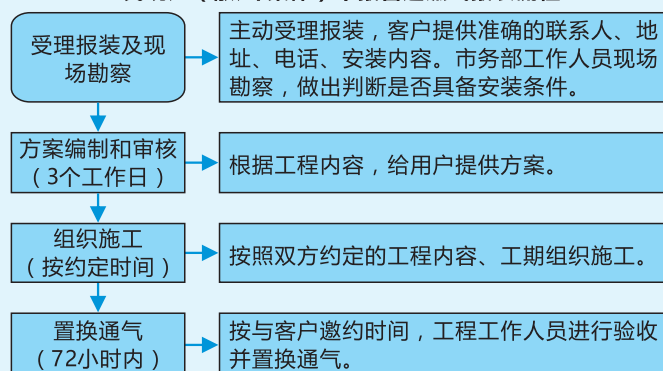 受理报装及现
场勘察
主动受理报装，客户提供准确的联系人、地
址、电话、安装内容。市务部工作人员现场
勘察，做出判断是否具备安装条件。
方案编制和审核
（3个工作日）
根据工程内容，给用户提供方案。
组织施工
（按约定时间）
按照双方约定的工程内容、工期组织施工。
置换通气
（72小时内）
按与客户邀约时间，工程工作人员进行验收
并置换通气。